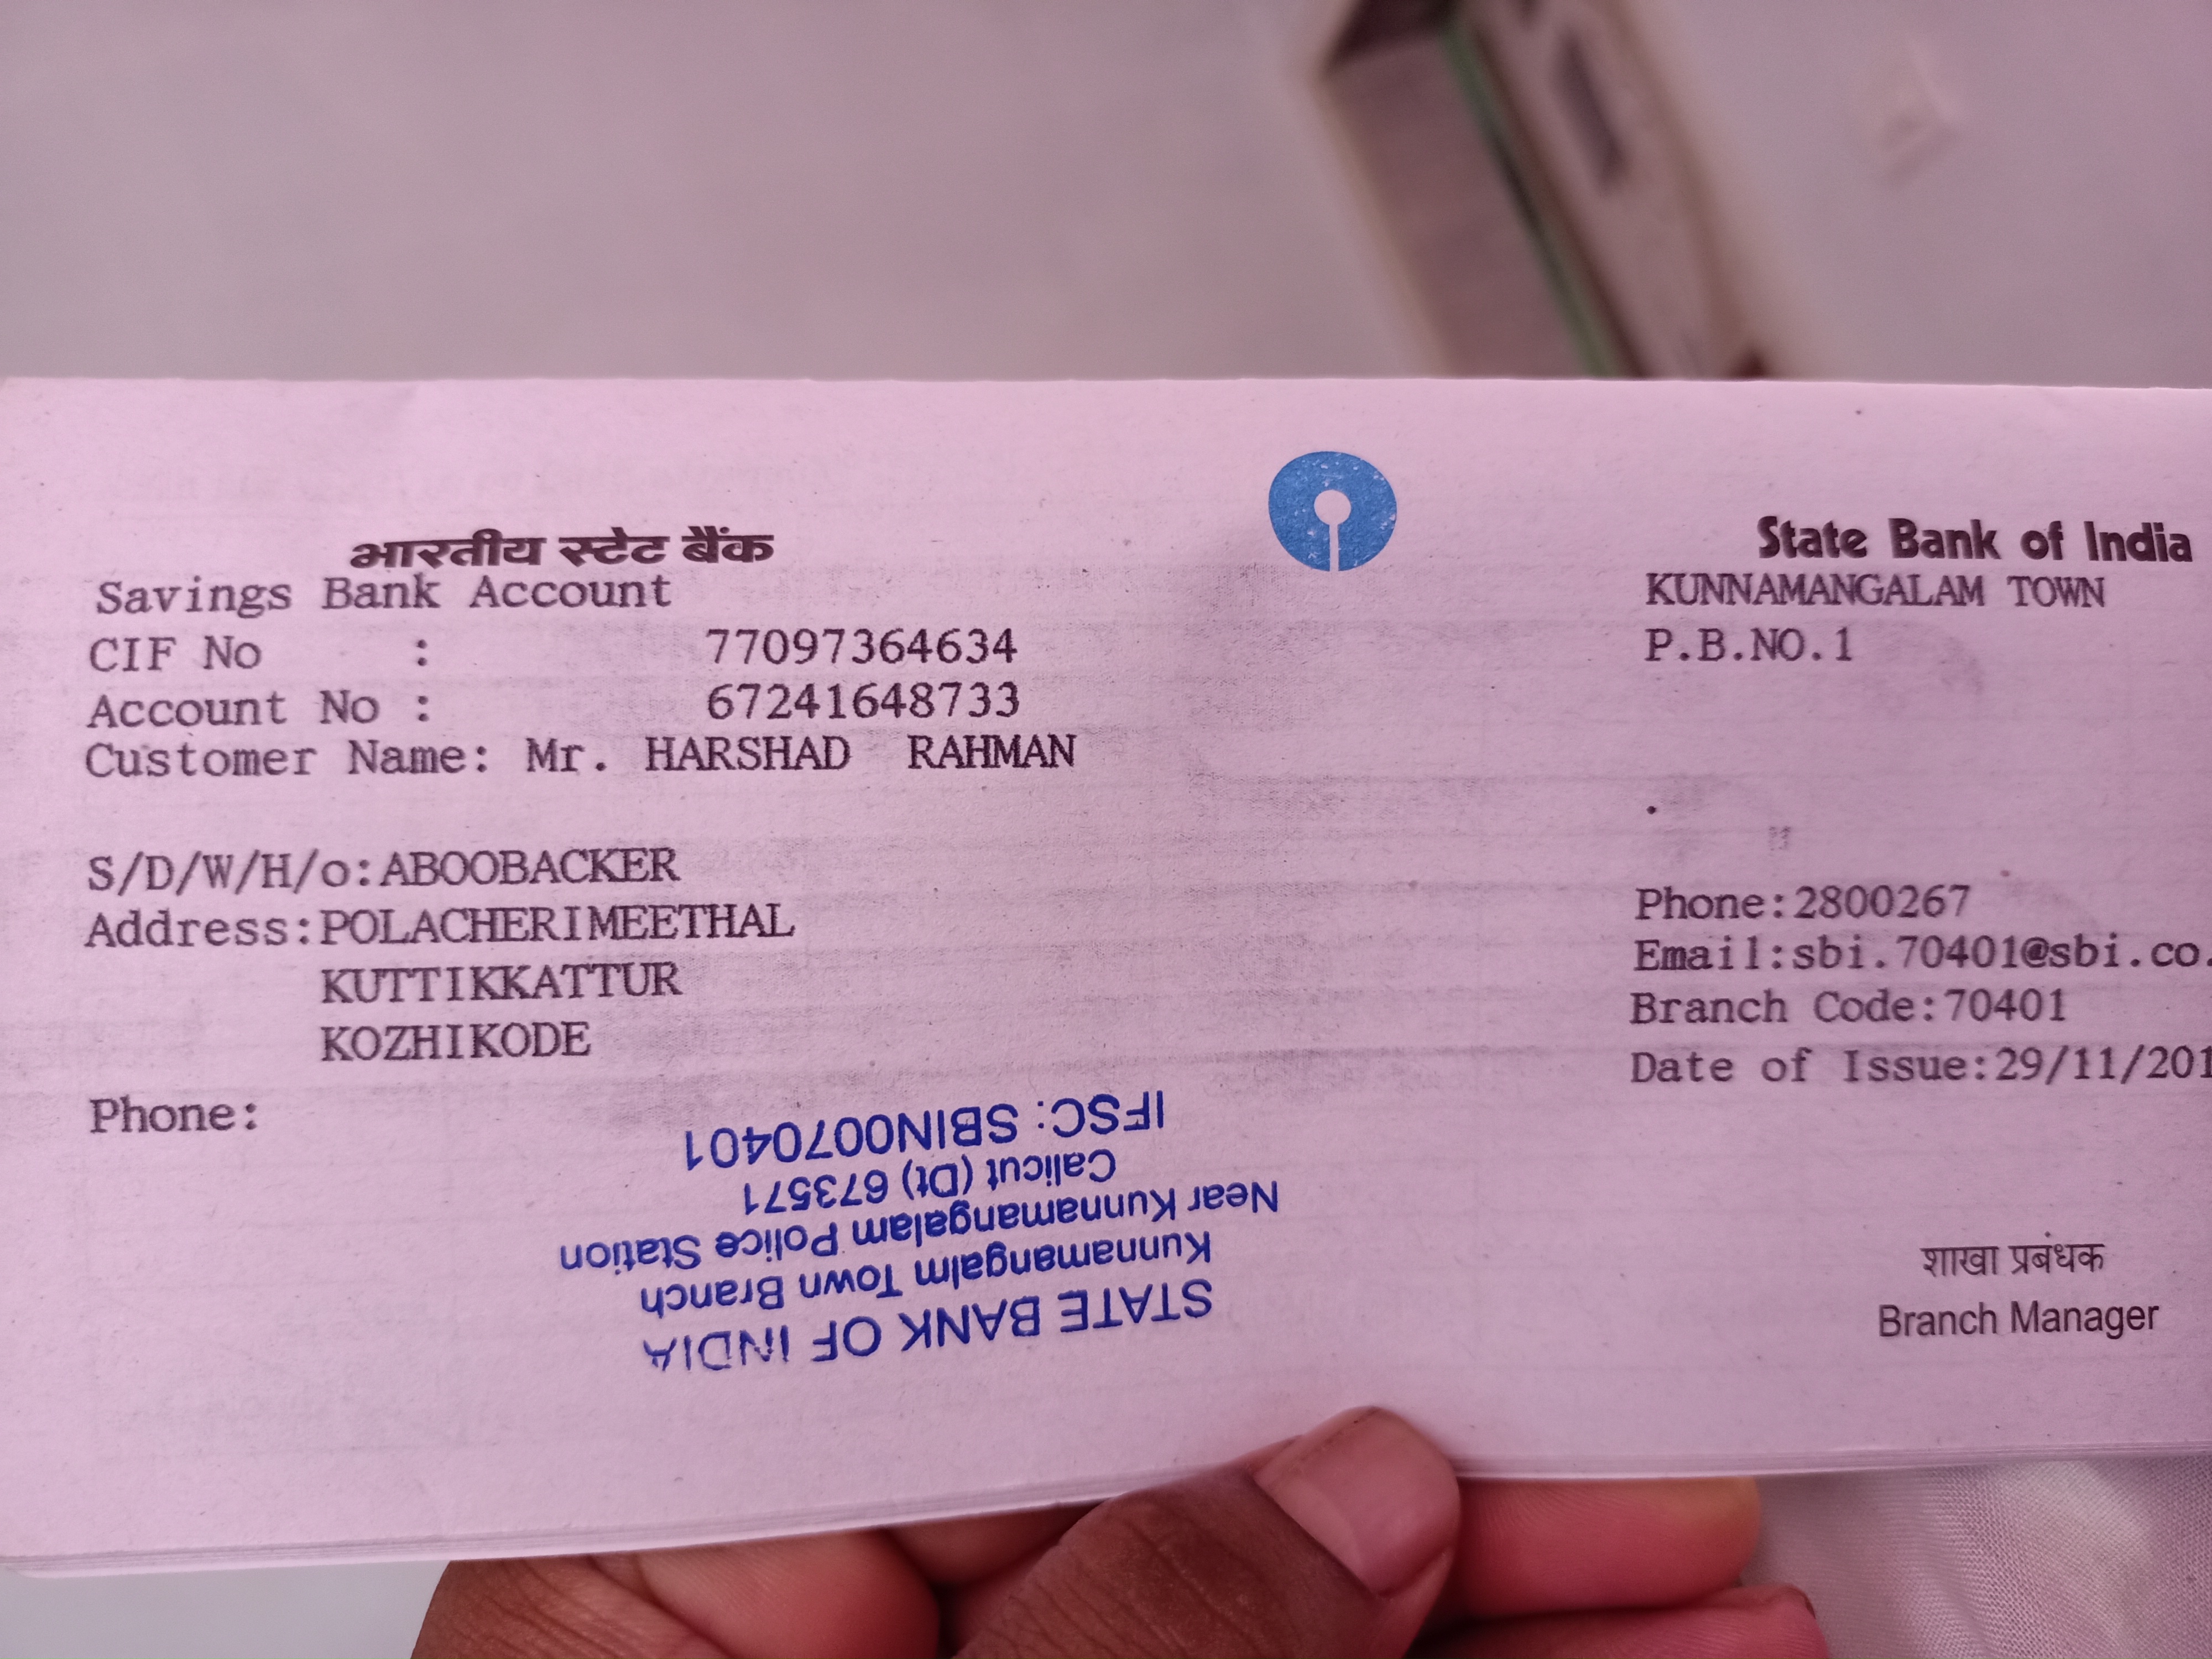 भारतीय स्टेट बैंक
State Bank of India
Savings Bank Account
KUNNAMANGALAM TOWN
CIF No : 77097364634
P.B.NO.1
Account No : 67241648733
Customer Name: Mr. HARSHAD RAHMAN
S/D/W/H/o:ABOOBACKER
Address:POLACHERIMEETHAL
KUTTIKKATTUR
KOZHIKODE
Phone:
Phone:2800267
Email:sbi.70401@sbi.co.
Branch Code:70401
Date of Issue:29/11/201
शाखा प्रबंधक
Branch Manager
STATE BANK OF INDIA
Kunnamangalm Town Branch
Near Kunnamangalam Police Station
Calicut (Dt) 673571
IFSC: SBIN0070401